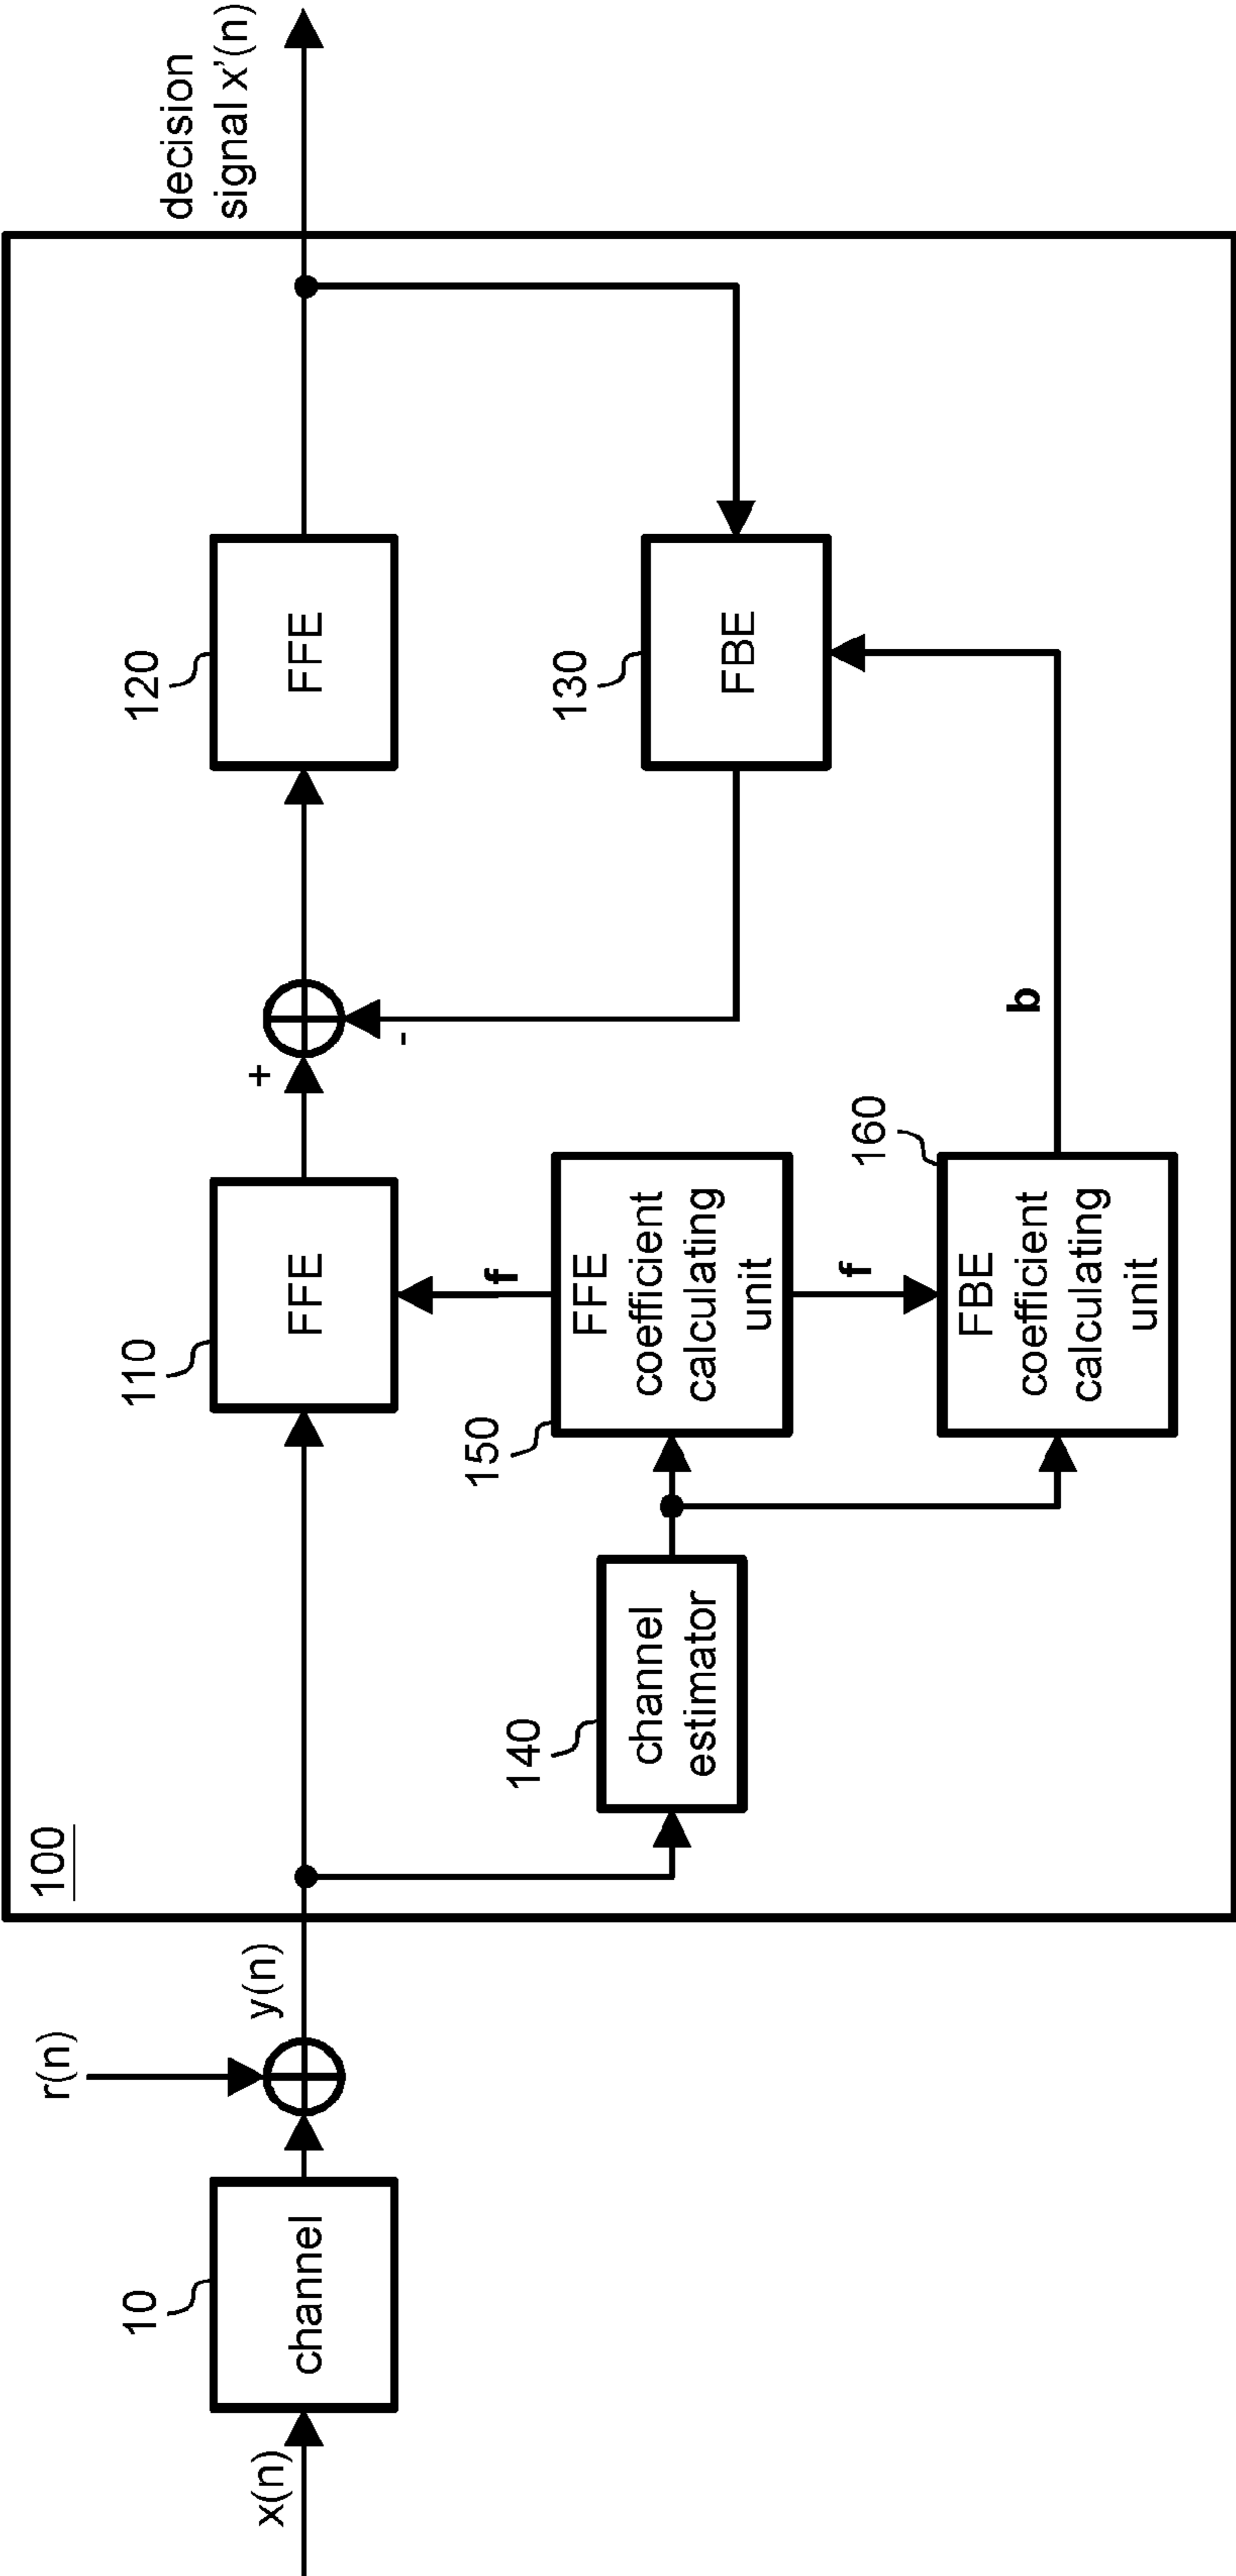 x(n)
10
channel
r(n)
y(n)
100
110
FFE
+
-
120
FFE
decision
signal x'(n)
140
channel
estimator
150
FFE
coefficient
calculating
unit
f
f
130
FBE
160
FBE
coefficient
calculating
unit
b